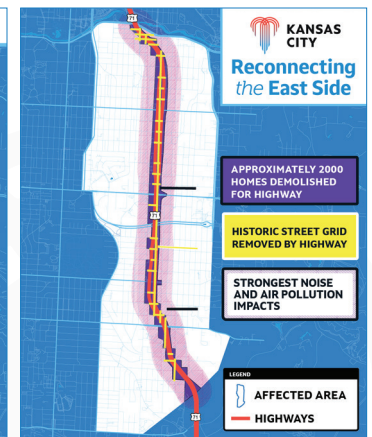 71
KANSAS
CITY
Reconnecting
the East Side
APPROXIMATELY 2000
HOMES DEMOLISHED
FOR HIGHWAY
71
HISTORIC STREET GRID
REMOVED BY HIGHWAY
STRONGEST NOISE
AND AIR POLLUTION
IMPACTS
LEGEND
AFFECTED AREA
HIGHWAYS
71